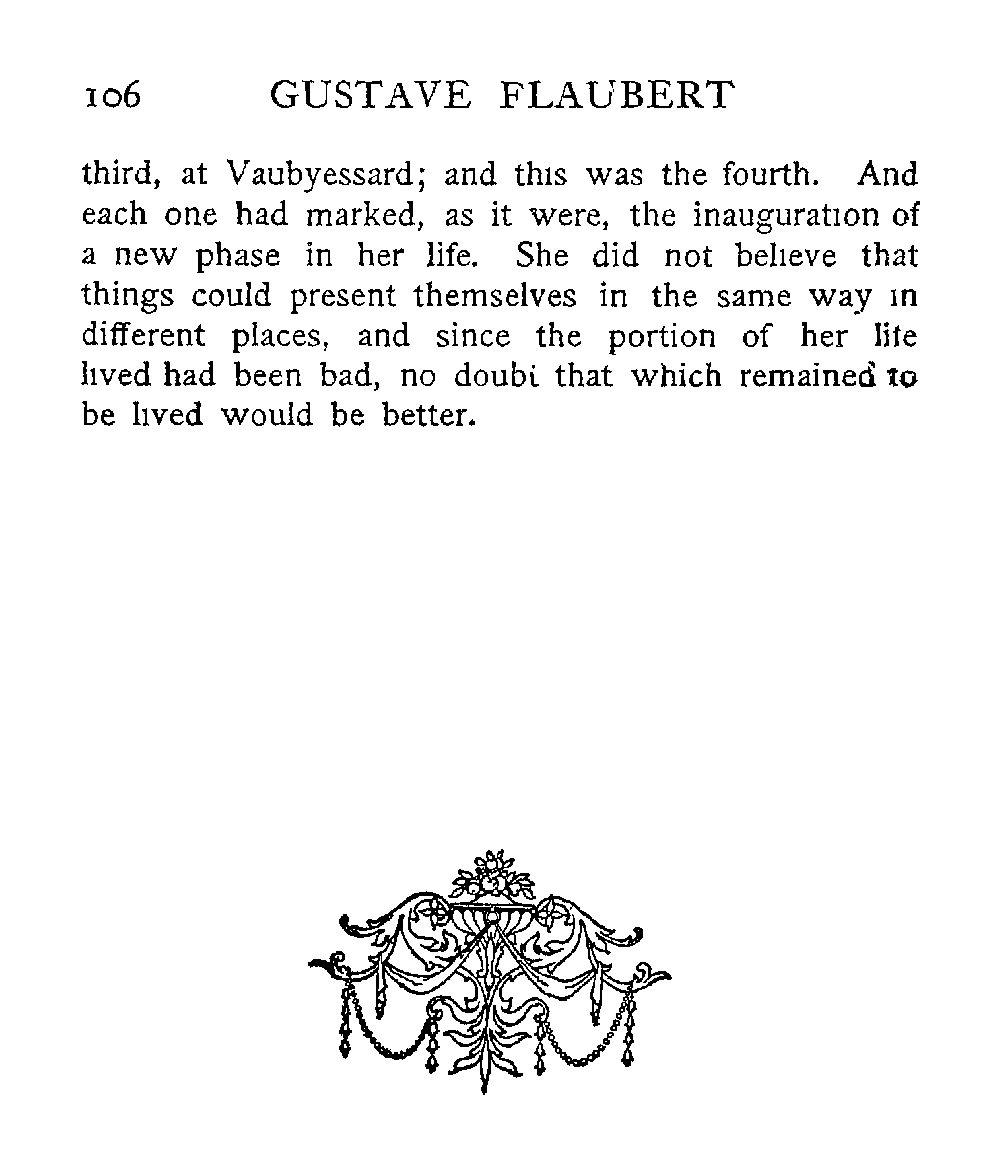 106 GUSTAVE FLAUBERT
third, at Vaubyessard; and this was the fourth. And
each one had marked, as it were, the inauguration of
a new phase in her life. She did not believe that
things could present themselves in the same way in
different places, and since the portion of her life
lived had been bad, no doubt that which remained to
be lived would be better.